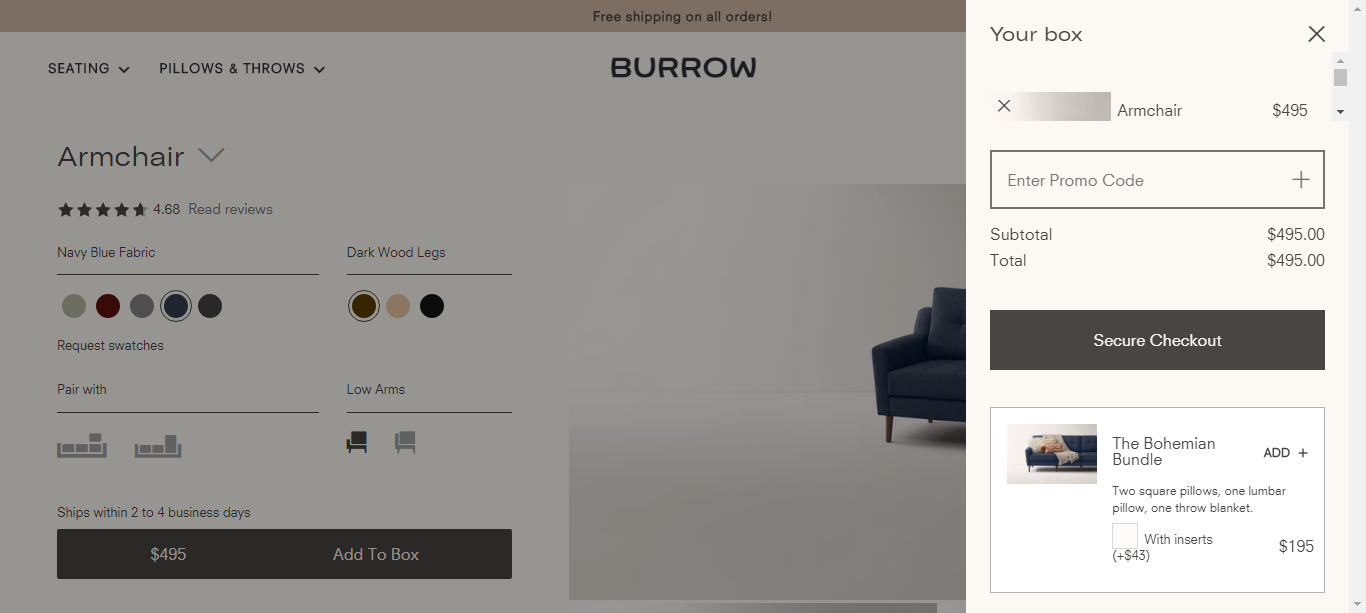 Free shipping on all orders!
SEATING
PILLOWS & THROWS
BURROW
Armchair
4.68 Read reviews
Navy Blue Fabric
Dark Wood Legs
Request swatches
Pair with
Low Arms
Ships within 2 to 4 business days
$495 Add To Box
Your box
Armchair $495
Enter Promo Code
Subtotal $495.00
Total $495.00
Secure Checkout
The Bohemian
Bundle
ADD +
Two square pillows, one lumbar
pillow, one throw blanket.
With inserts
(+$43)
$195